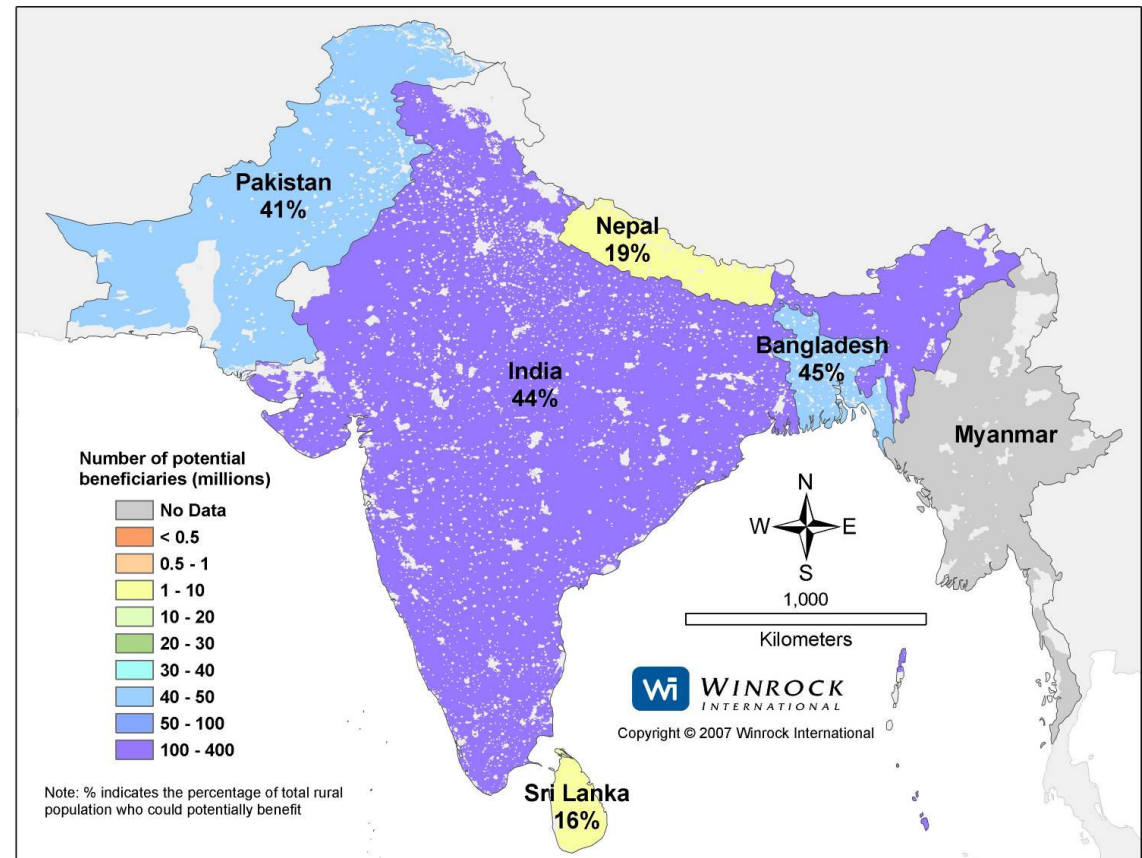 Pakistan
41%
Nepal
19%
Bangladesh
45%
India
44%
Myanmar
Number of potential
beneficiaries (millions)
No Data
< 0.5
0.5 - 1
1 - 10
10 - 20
20 - 30
30 - 40
40 - 50
50 - 100
100 - 400
Note: % indicates the percentage of total rural
population who could potentially benefit
N
W E
S
1,000
Kilometers
Wi WINROCK
INTERNATIONAL
Copyright © 2007 Winrock International
Sri Lanka
16%